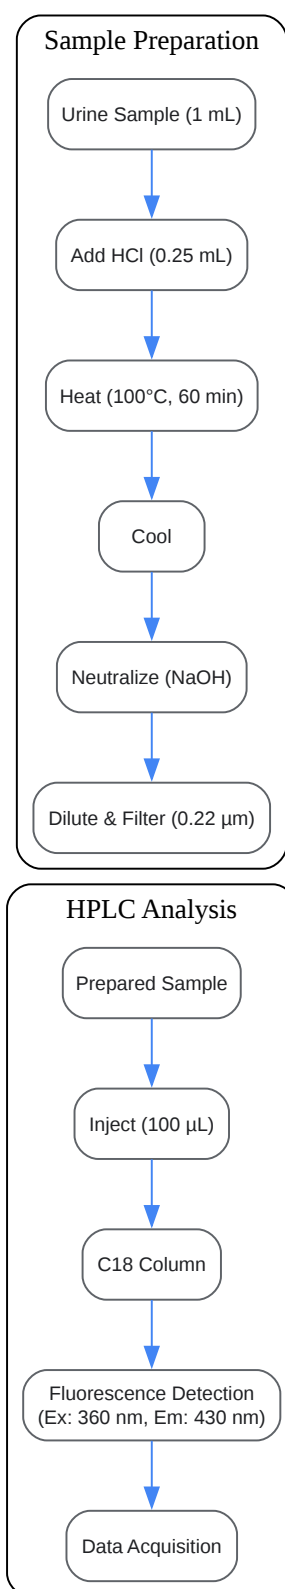 Sample Preparation
Urine Sample (1 mL)
Add HCl (0.25 mL)
Heat (100°C, 60 min)
Cool
Neutralize (NaOH)
Dilute & Filter (0.22 µm)
HPLC Analysis
Prepared Sample
Inject (100 µL)
C18 Column
Fluorescence Detection
(Ex: 360 nm, Em: 430 nm)
Data Acquisition